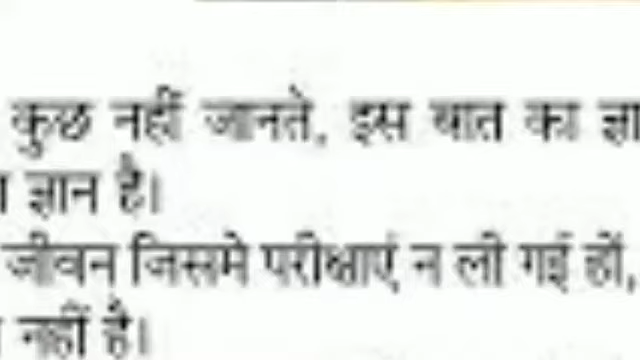 कुछ नहीं जानते, इस बात का
ज्ञान है।
जीवन जिसमे परीक्षाएं न ली गई हों,
नहीं है।